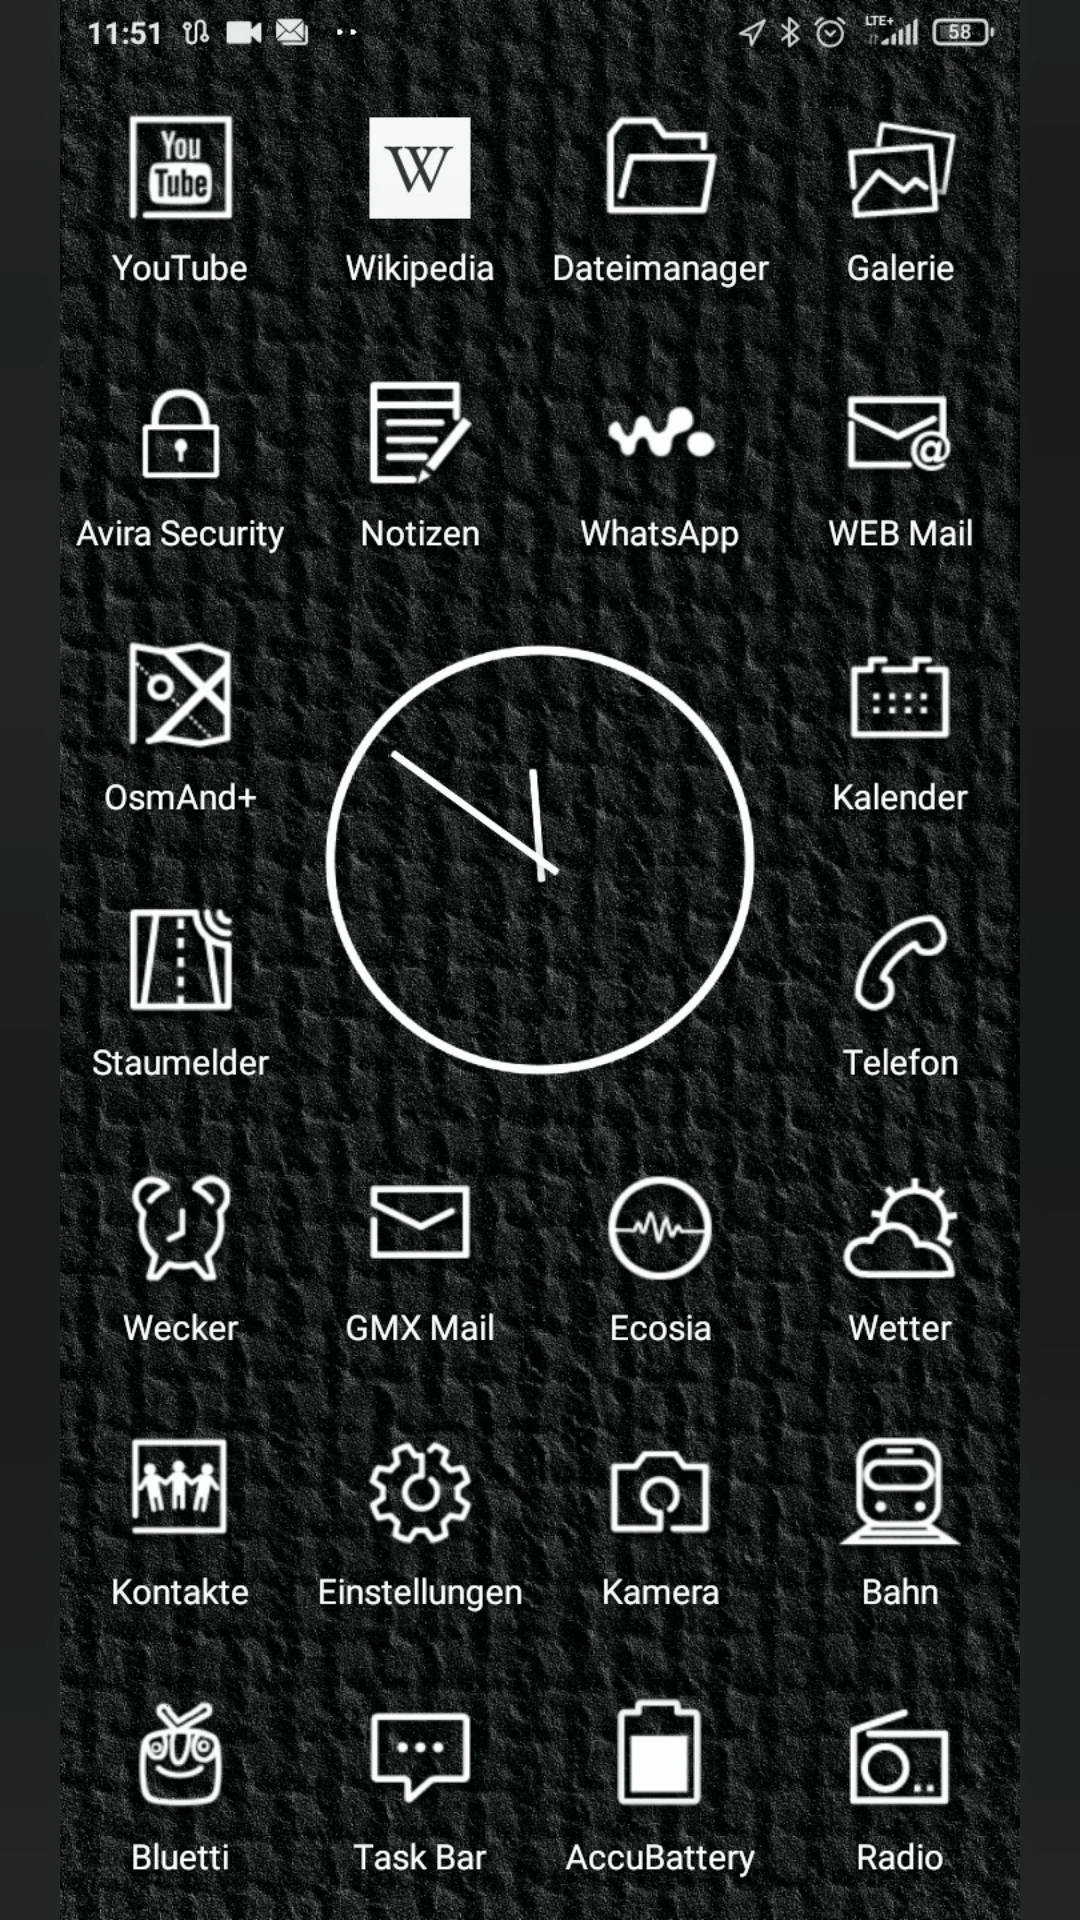 11:51 LTE+ 58
You
Tube
W
YouTube Wikipedia Dateimanager Galerie
@
Avira Security Notizen WhatsApp WEB Mail
OsmAnd+ Kalender
Staumelder Telefon
Wecker GMX Mail Ecosia Wetter
Kontakte Einstellungen Kamera Bahn
Bluetti Task Bar AccuBattery Radio